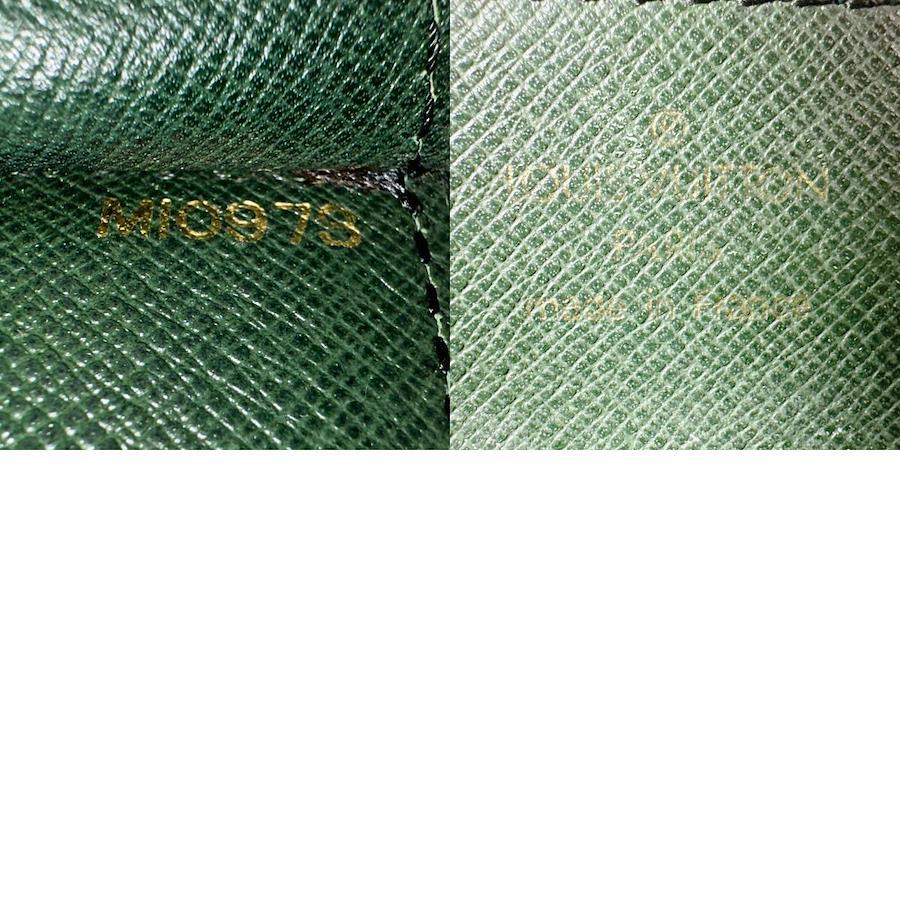 MI0973
©
LOUIS VUITTON
PARIS
made in France